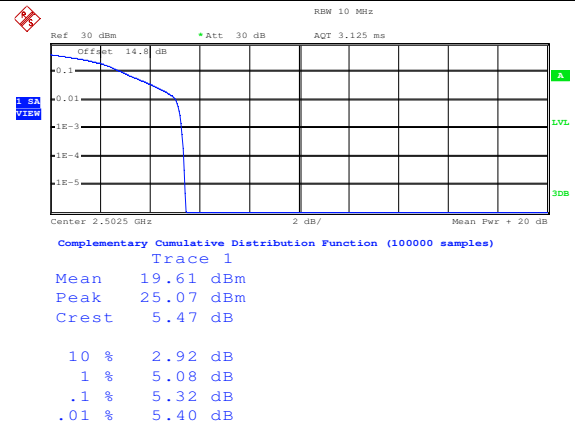 R S
RBW 10 MHz
Ref 30 dBm *Att 30 dB AQT 3.125 ms
Offset 14.8 dB
0.1
A
1 SA
VIEW
0.01
LVL
1E-3
1E-4
1E-5
3DB
Center 2.5025 GHz 2 dB/ Mean Pwr + 20 dB
Complementary Cumulative Distribution Function (100000 samples)
Trace 1
Mean 19.61 dBm
Peak 25.07 dBm
Crest 5.47 dB
10 % 2.92 dB
1 % 5.08 dB
.1 % 5.32 dB
.01 % 5.40 dB